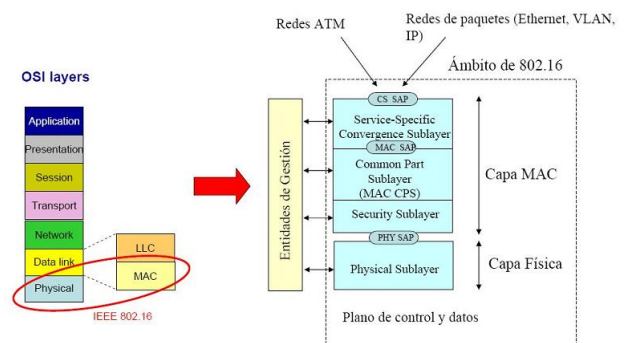 Redes ATM
Redes de paquetes (Ethernet, VLAN,
IP)
Ámbito de 802.16
OSI layers
Application
Presentation
Session
Transport
Network
Data link
Physical
LLC
MAC
IEEE 802.16
Entidades de Gestión
CS SAP
Service-Specific
Convergence Sublayer
MAC SAP
Common Part
Sublayer
(MAC CPS)
Security Sublayer
PHY SAP
Physical Sublayer
Capa MAC
Capa Física
Plano de control y datos